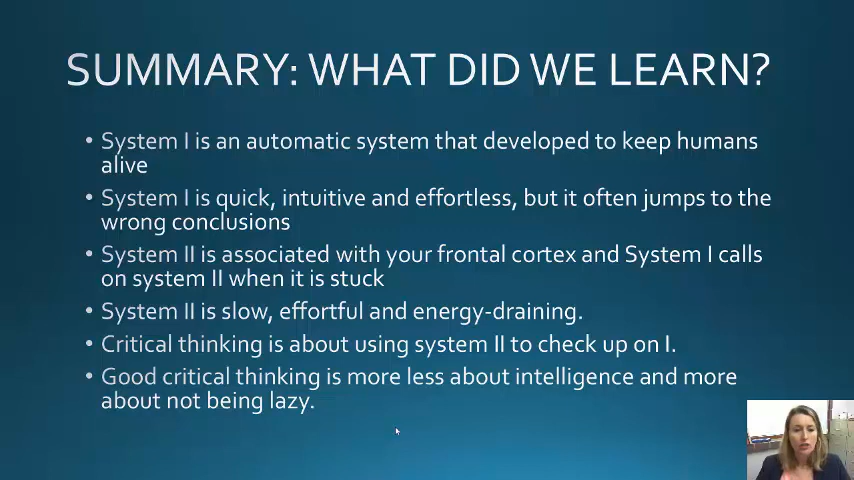 SUMMARY: WHAT DID WE LEARN?
• System I is an automatic system that developed to keep humans
alive
• System I is quick, intuitive and effortless, but it often jumps to the
wrong conclusions
• System II is associated with your frontal cortex and System I calls
on system II when it is stuck
• System II is slow, effortful and energy-draining.
• Critical thinking is about using system II to check up on I.
• Good critical thinking is more less about intelligence and more
about not being lazy.